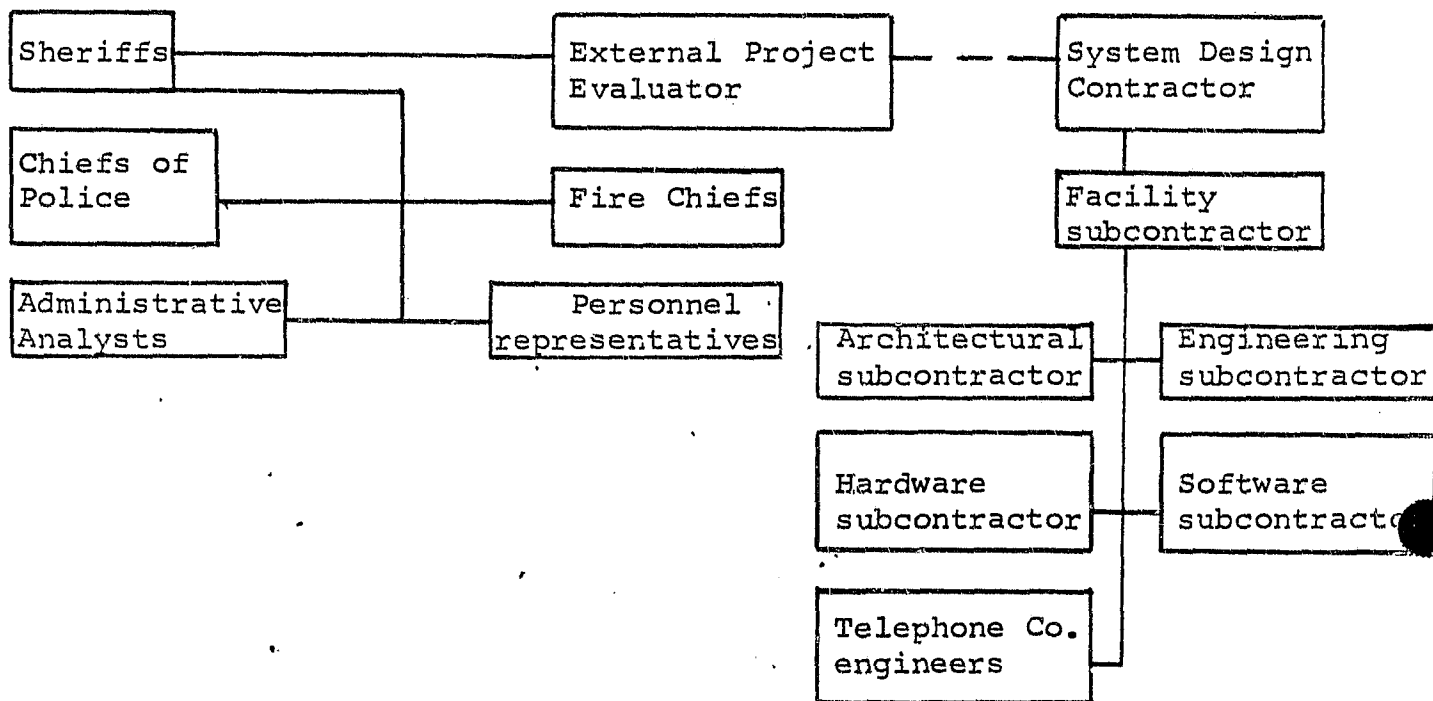 Sheriffs
External Project
Evaluator
System Design
Contractor
Chiefs of
Police
Fire Chiefs
Facility
subcontractor
Administrative
Analysts
Personnel
representatives
Architectural
subcontractor
Engineering
subcontractor
Hardware
subcontractor
Software
Telephone Co.
engineers